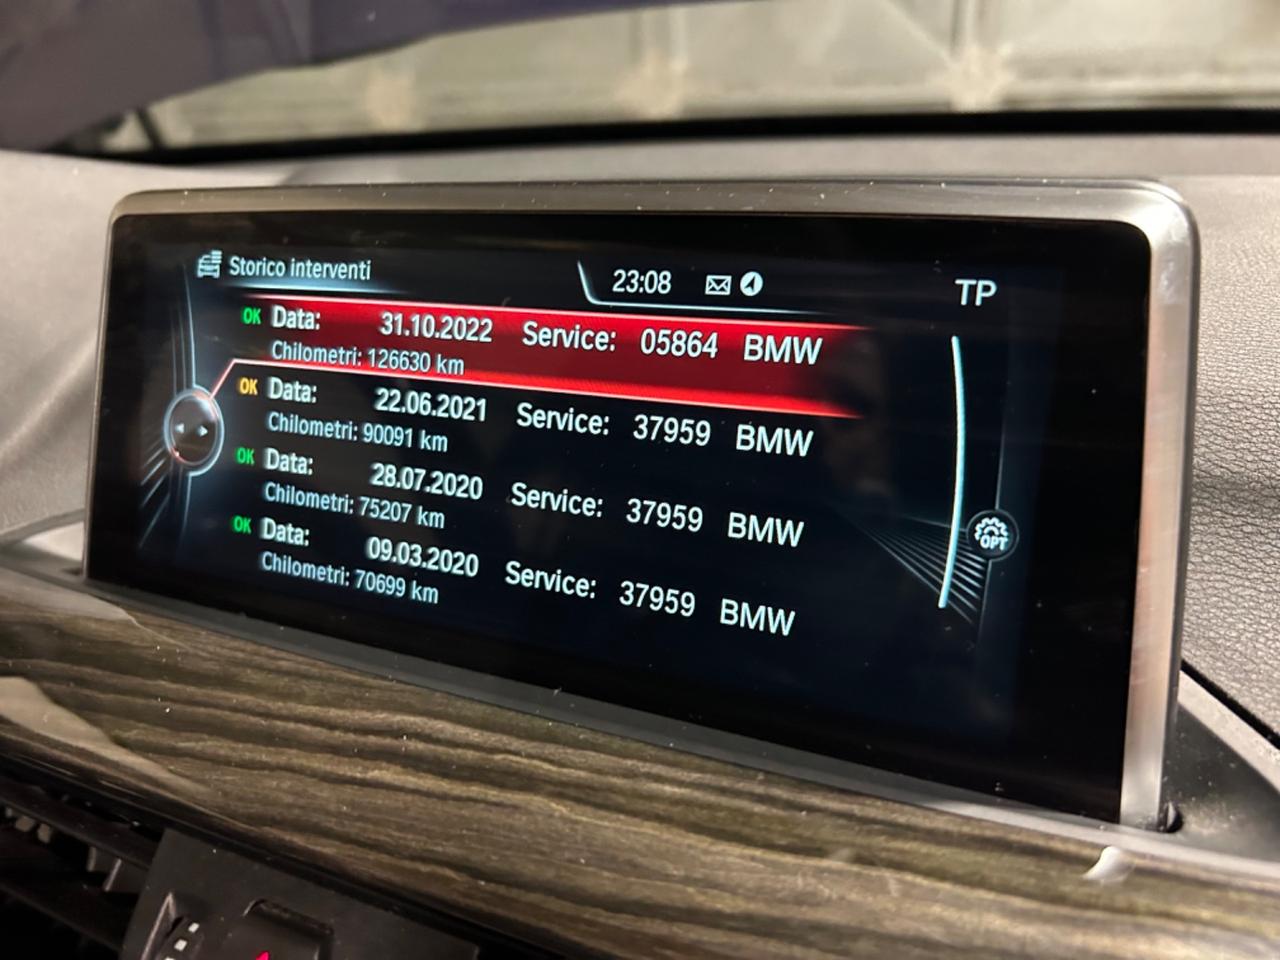 Storico interventi 23:08 TP
OK Data: 31.10.2022 Service: 05864 BMW
Chilometri: 126630 km
OK Data: 22.06.2021 Service: 37959 BMW
Chilometri: 90091 km
OK Data: 28.07.2020 Service: 37959 BMW
Chilometri: 75207 km
OPT
OK Data: 09.03.2020 Service: 37959 BMW
Chilometri: 70699 km